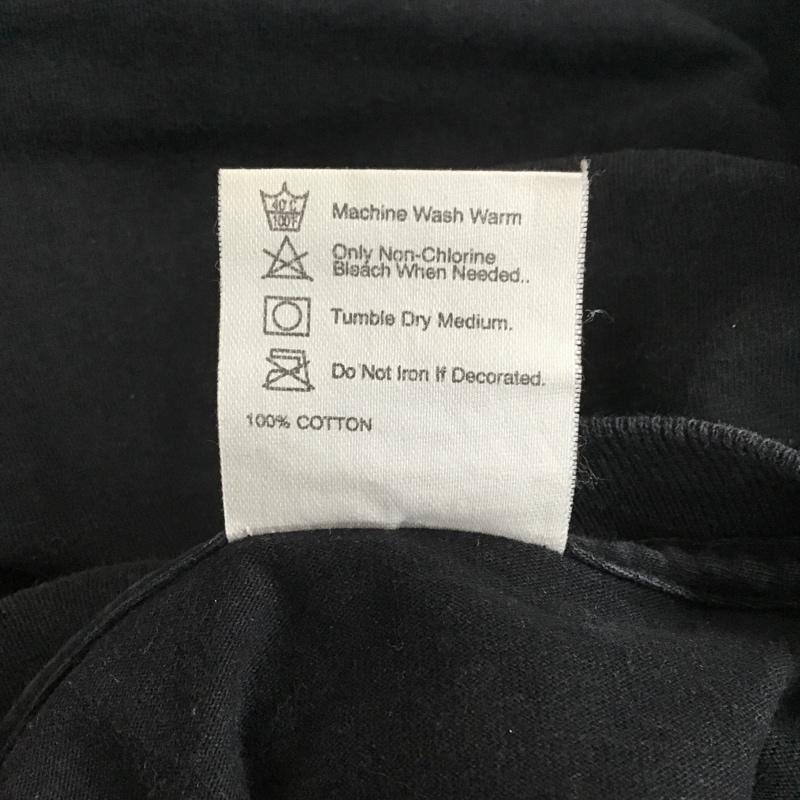 40 C
100F
Machine Wash Warm
Only Non-Chlorine
Bleach When Needed..
Tumble Dry Medium.
Do Not Iron If Decorated.
100% COTTON